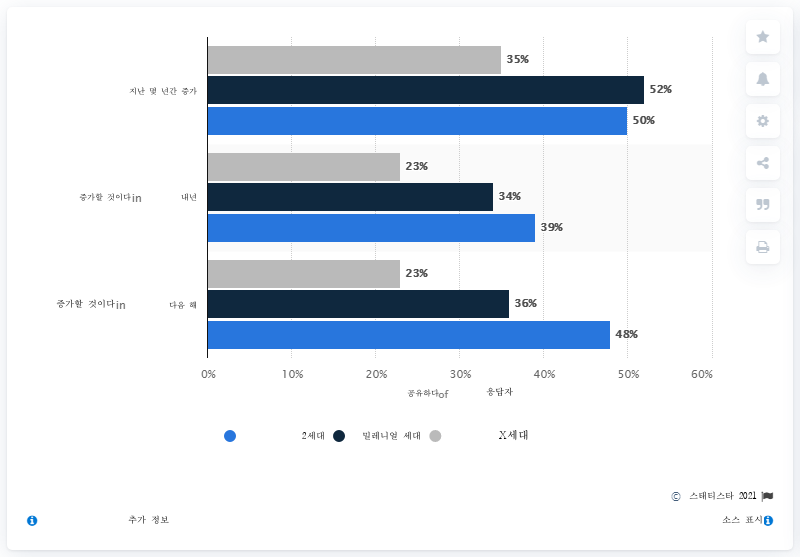 35%
지난 몇 년간 증가
52%
50%
23%
증가할 것이다in 내년
34%
39%
23%
증가할 것이다in 다음 해
36%
48%
0% 10% 20% 30% 40% 50% 60%
공유하다of 응답자
2세대 밀레니얼 세대 X세대
© 스태티스타 2021
추가 정보 소스 표시